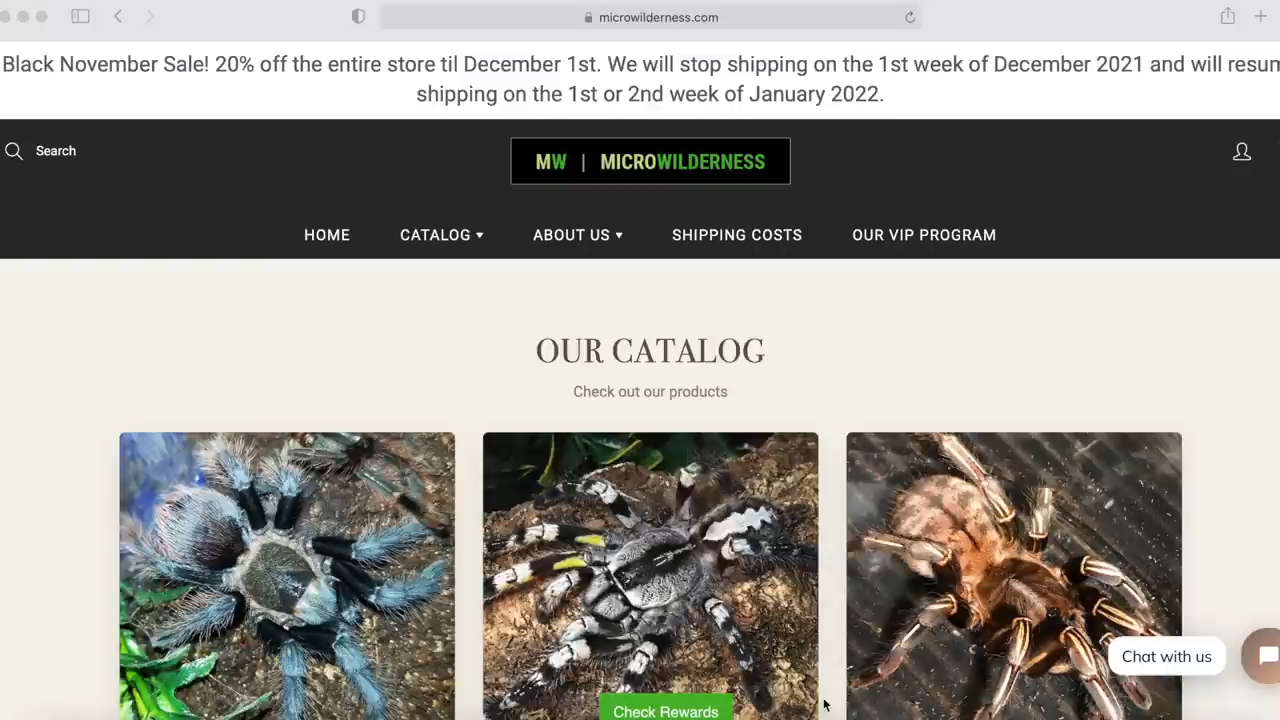 microwilderness.com
Black November Sale! 20% off the entire store til December 1st. We will stop shipping on the 1st week of December 2021 and will resum
shipping on the 1st or 2nd week of January 2022.
Search
MW | MICROWILDERNESS
HOME CATALOG ▾ ABOUT US ▾ SHIPPING COSTS OUR VIP PROGRAM
OUR CATALOG
Check out our products
Chat with us
Check Rewards